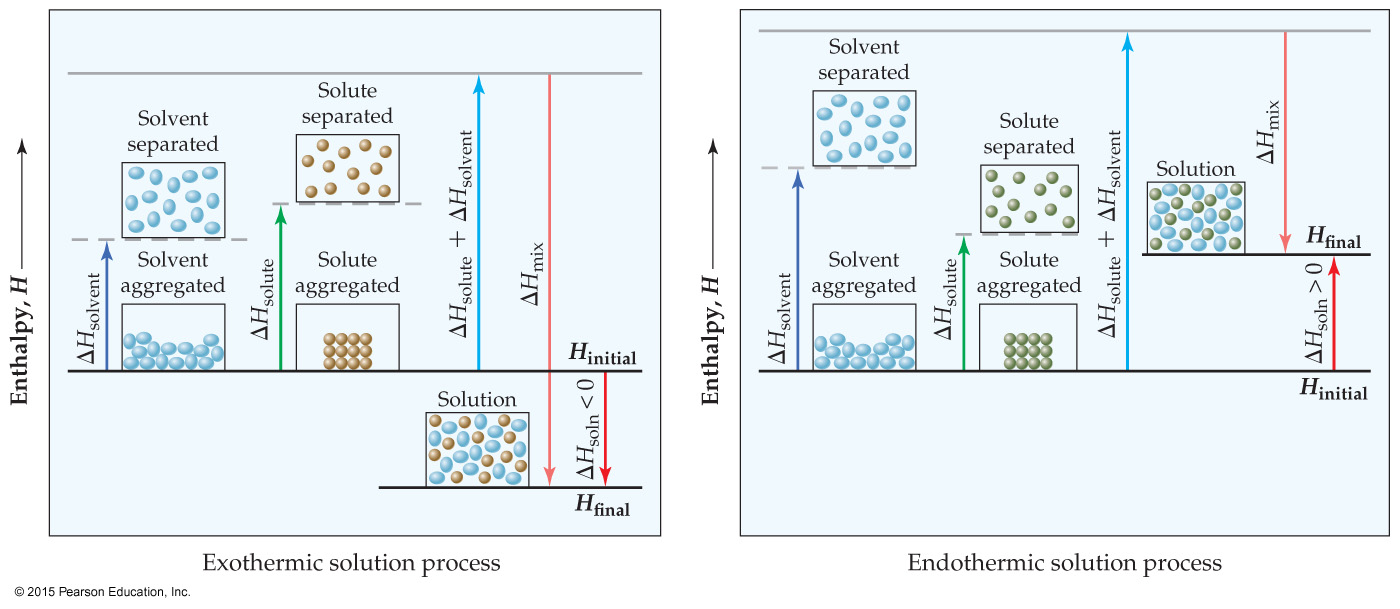 Enthalpy, H
Solvent
separated
Solute
separated
ΔHsolvent
Solvent
aggregated
ΔHsolute
Solute
aggregated
ΔHsolute + ΔHsolvent
ΔHmix
Hinitial
Solution
ΔHsoln < 0
Hfinal
Exothermic solution process
Enthalpy, H
Solvent
separated
Solute
separated
ΔHsolvent
Solvent
aggregated
ΔHsolute
Solute
aggregated
ΔHsolute + ΔHsolvent
ΔHmix
Solution
Hfinal
ΔHsoln > 0
Hinitial
Endothermic solution process
© 2015 Pearson Education, Inc.